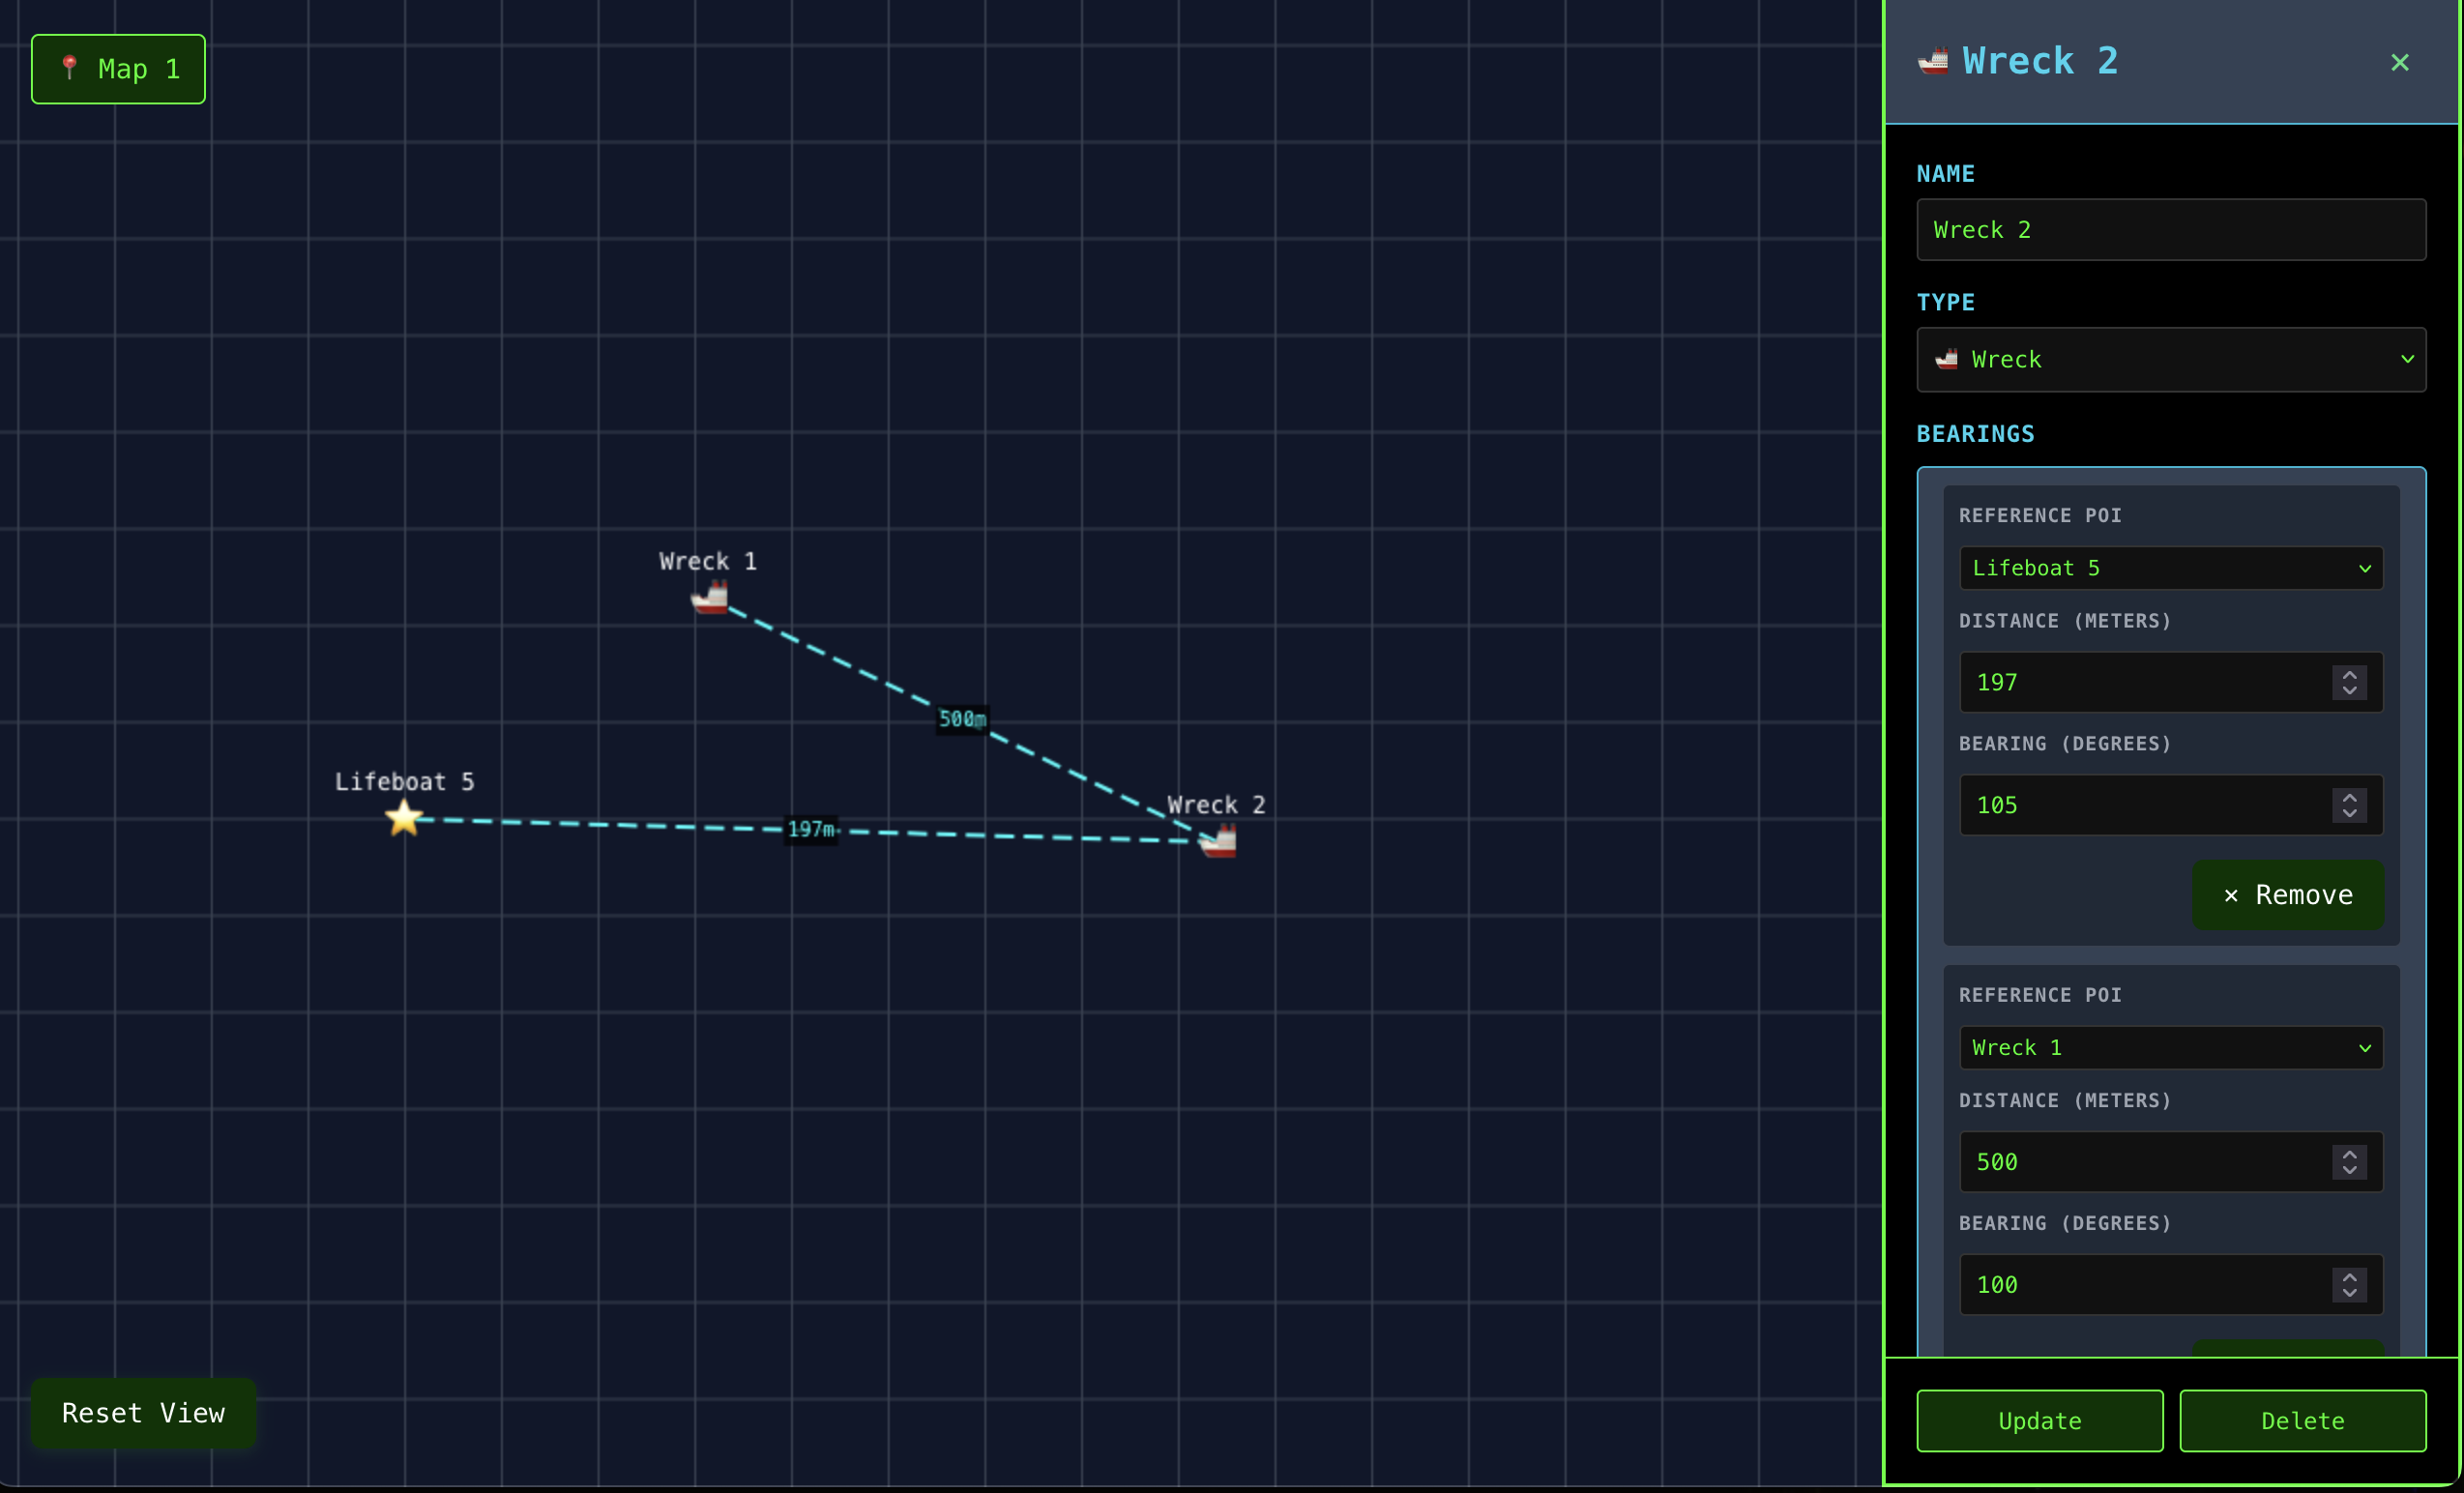 Map 1
Wreck 1
500m
Lifeboat 5
197m
Wreck 2
Reset View
Wreck 2
×
NAME
Wreck 2
TYPE
Wreck
BEARINGS
REFERENCE POI
Lifeboat 5
DISTANCE (METERS)
197
BEARING (DEGREES)
105
× Remove
REFERENCE POI
Wreck 1
DISTANCE (METERS)
500
BEARING (DEGREES)
100
Update
Delete